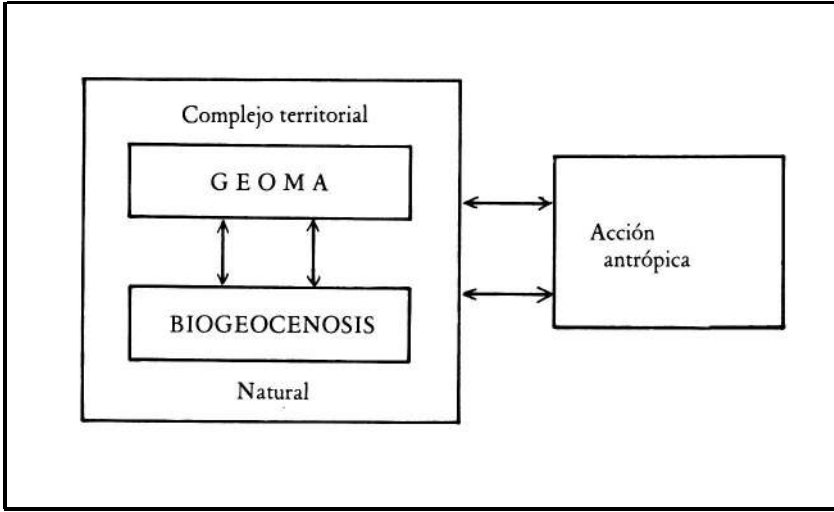 Complejo territorial
G E O M A
BIOGEOCENOSIS
Natural
Acción
antrópica